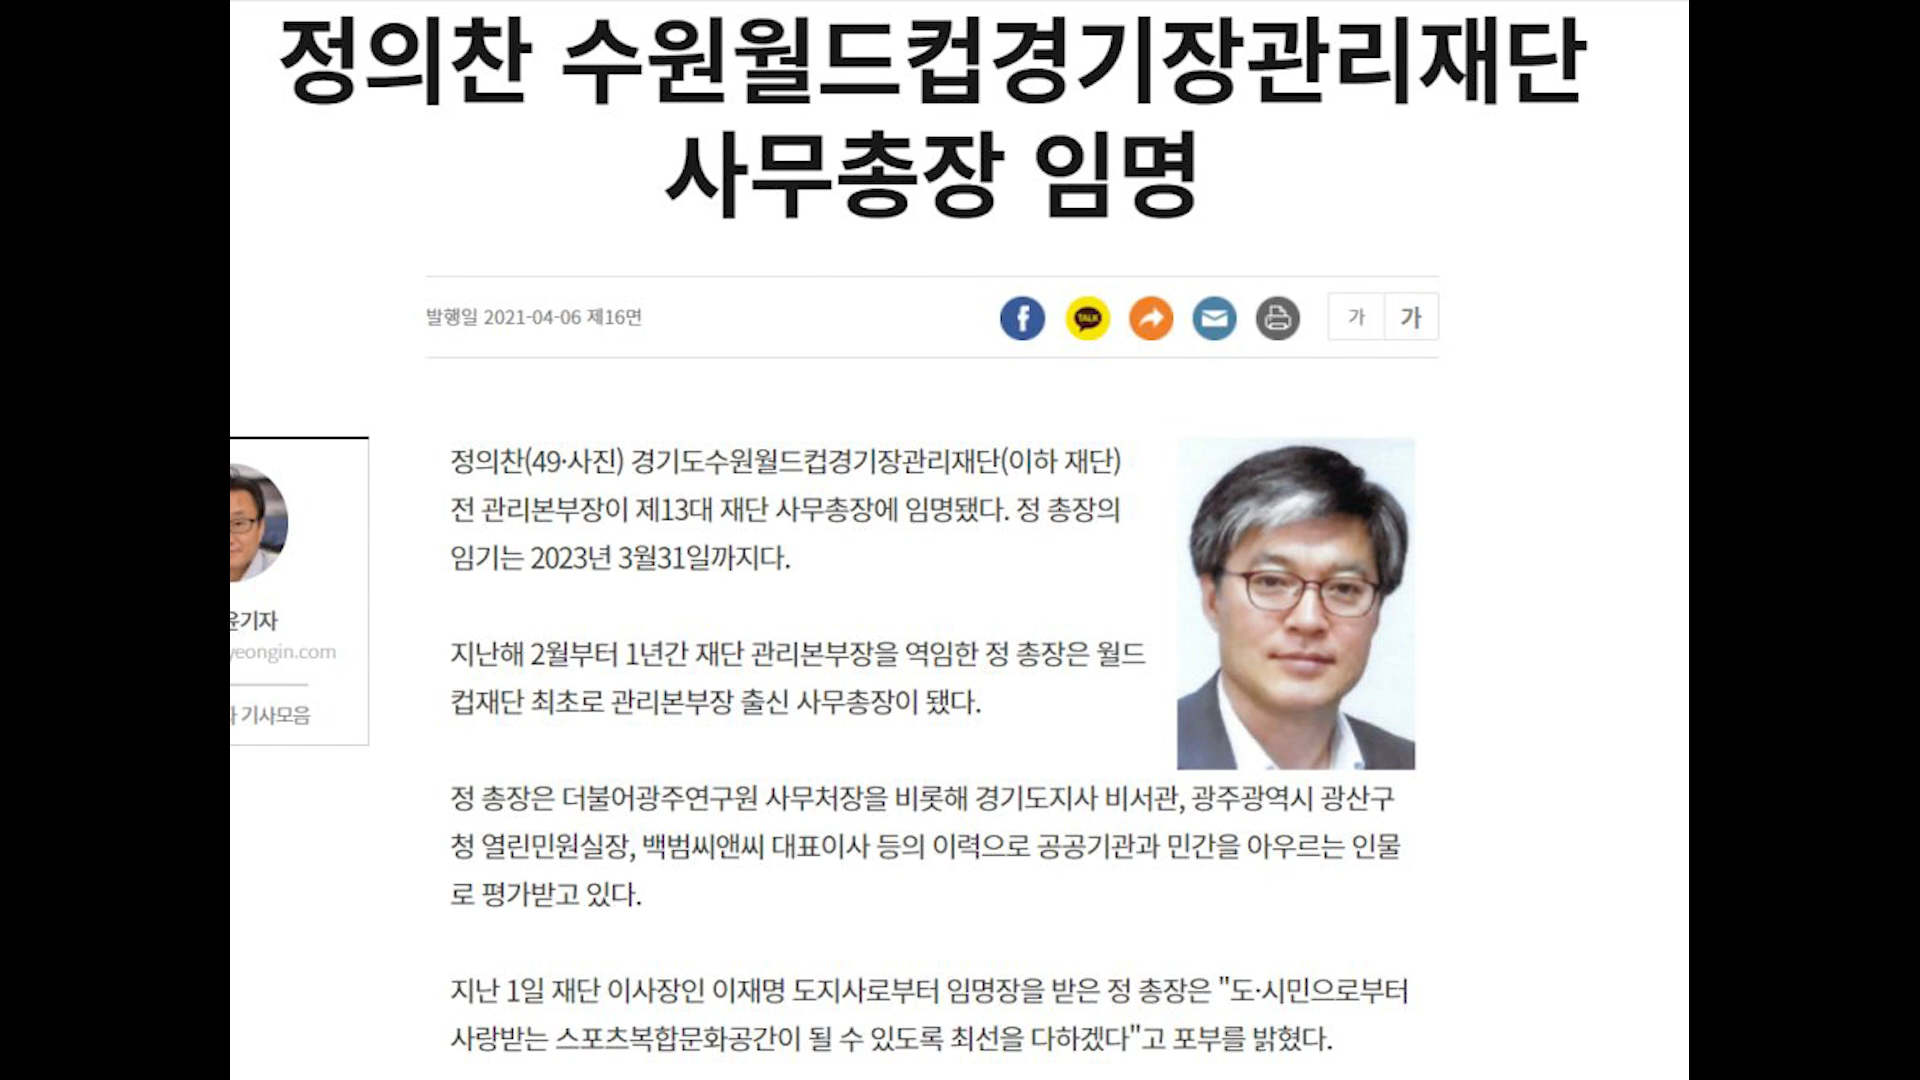 정의찬 수원월드컵경기장관리재단
사무총장 임명
발행일 2021-04-06 제16면
TALK
가 가
정의찬(49·사진) 경기도수원월드컵경기장관리재단(이하 재단)
전 관리본부장이 제13대 재단 사무총장에 임명됐다. 정 총장의
임기는 2023년 3월31일까지다.
기자
yeongin.com
기사모음
지난해 2월부터 1년간 재단 관리본부장을 역임한 정 총장은 월드
컵재단 최초로 관리본부장 출신 사무총장이 됐다.
정 총장은 더불어광주연구원 사무처장을 비롯해 경기도지사 비서관, 광주광역시 광산구
청 열린민원실장, 백범씨앤씨 대표이사 등의 이력으로 공공기관과 민간을 아우르는 인물
로 평가받고 있다.
지난 1일 재단 이사장인 이재명 도지사로부터 임명장을 받은 정 총장은 "도·시민으로부터
사랑받는 스포츠복합문화공간이 될 수 있도록 최선을 다하겠다"고 포부를 밝혔다.